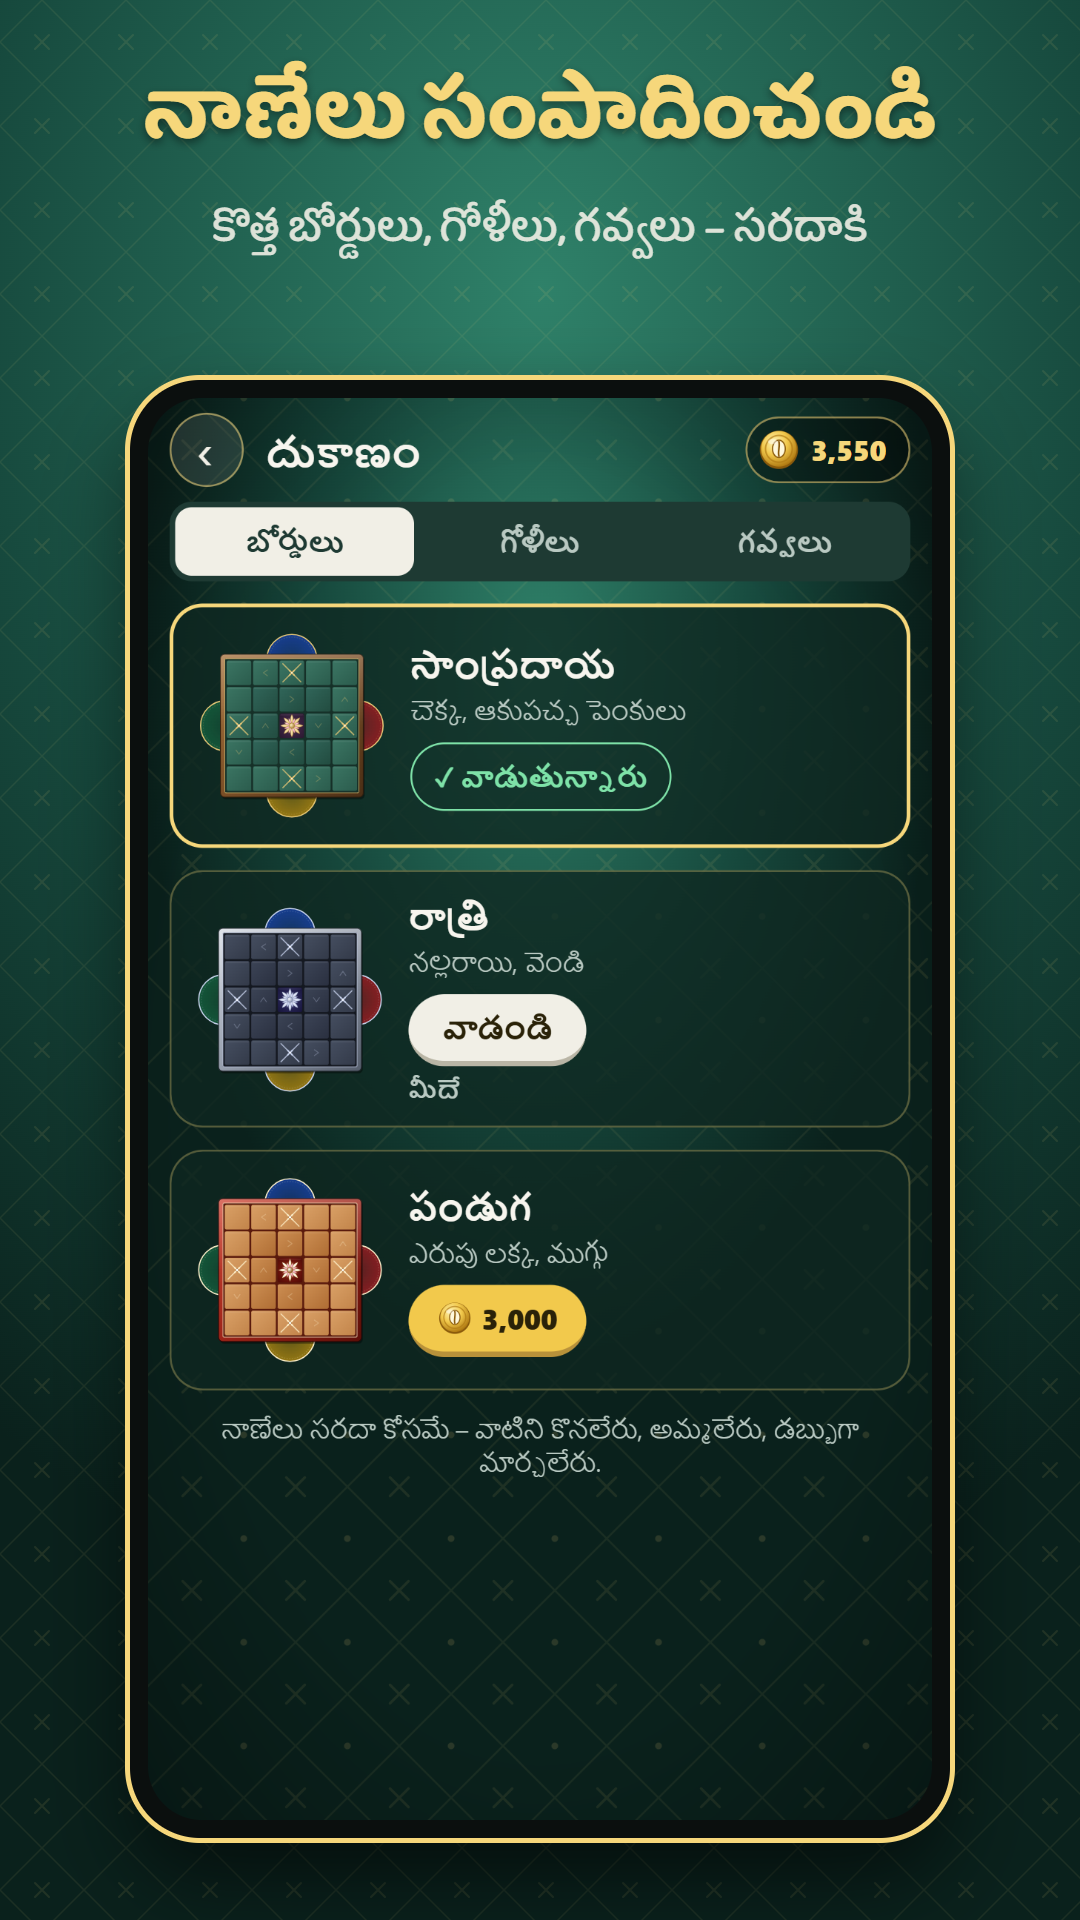 నాణేలు సంపాదించండి
కొత్త బోర్డులు, గోళీలు, గవ్వలు – సరదాకి
‹ దుకాణం 3,550
బోర్డులు గోళీలు గవ్వలు
సాంప్రదాయ
చెక్క, ఆకుపచ్చ పెంకులు
✓ వాడుతున్నారు
రాత్రి
నల్లరాయి, వెండి
వాడండి
మీదే
పండుగ
ఎరుపు లక్క, ముగ్గు
3,000
నాణేలు సరదా కోసమే – వాటిని కొనలేరు, అమ్మలేరు, డబ్బుగా
మార్చలేరు.